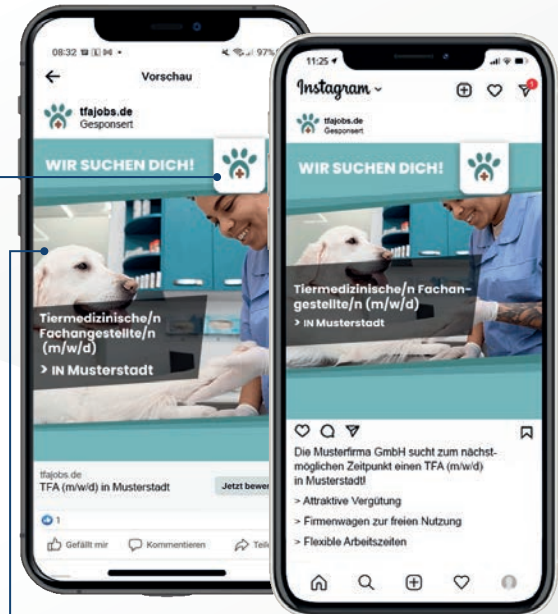 08:32
97%
Vorschau
tfajobs.de
Gesponsert
WIR SUCHEN DICH!
Tiermedizinische/n
Fachangestellte/n
(m/w/d)
> IN Musterstadt
tfajobs.de
TFA (m/w/d) in Musterstadt
Jetzt bewe
1
Gefällt mir
Kommentieren
Teile
11:25
Instagram
tfajobs.de
Gesponsert
WIR SUCHEN DICH!
Tiermedizinische/n Fachan-
gestellte/n (m/w/d)
> IN Musterstadt
Die Musterfirma GmbH sucht zum nächst-
möglichen Zeitpunkt einen TFA (m/w/d)
in Musterstadt!
> Attraktive Vergütung
> Firmenwagen zur freien Nutzung
> Flexible Arbeitszeiten